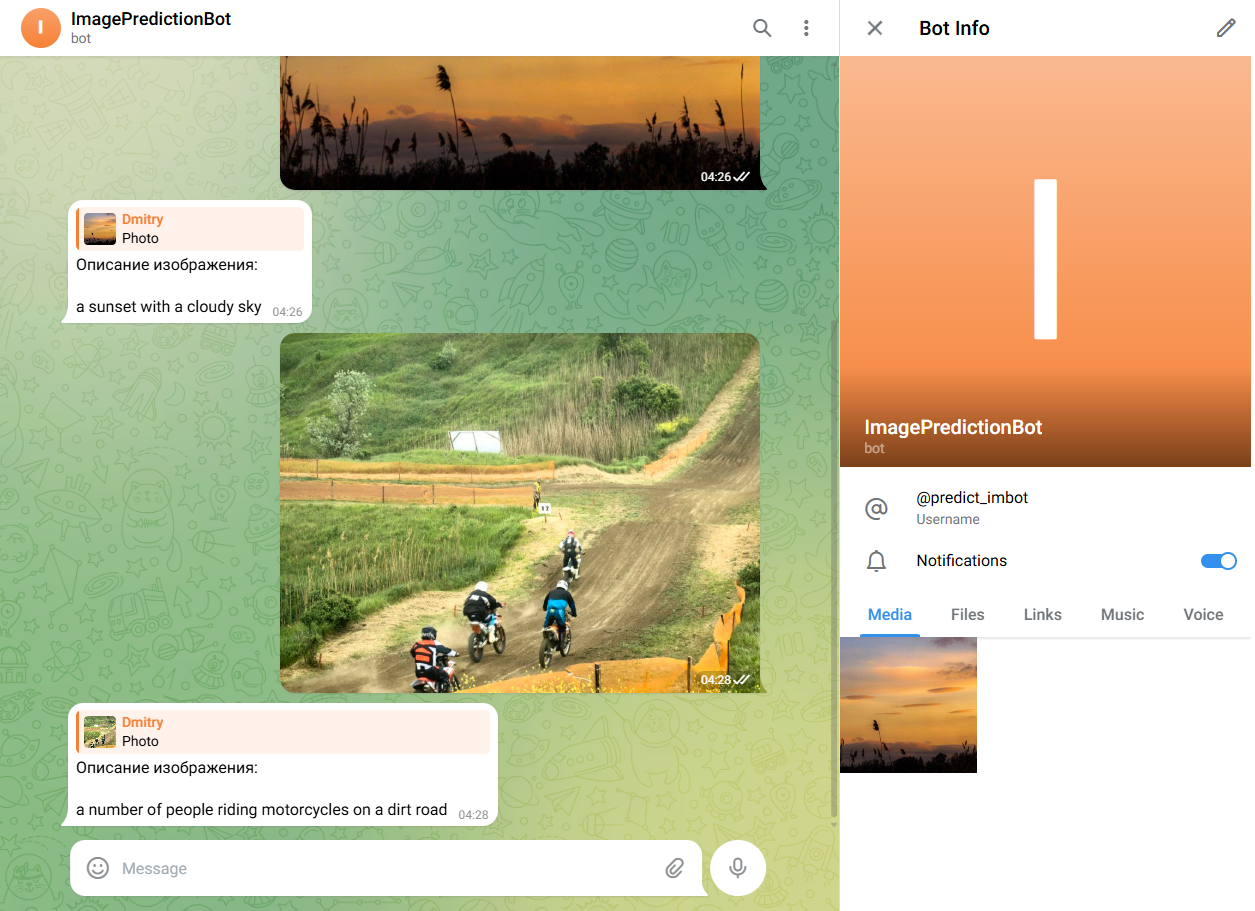 I
ImagePredictionBot
bot
04:26
Dmitry
Photo
Описание изображения:
a sunset with a cloudy sky 04:26
17
04:28
Dmitry
Photo
Описание изображения:
a number of people riding motorcycles on a dirt road 04:28
Message
Bot Info
I
ImagePredictionBot
bot
@predict_imbot
Username
Notifications
Media Files Links Music Voice